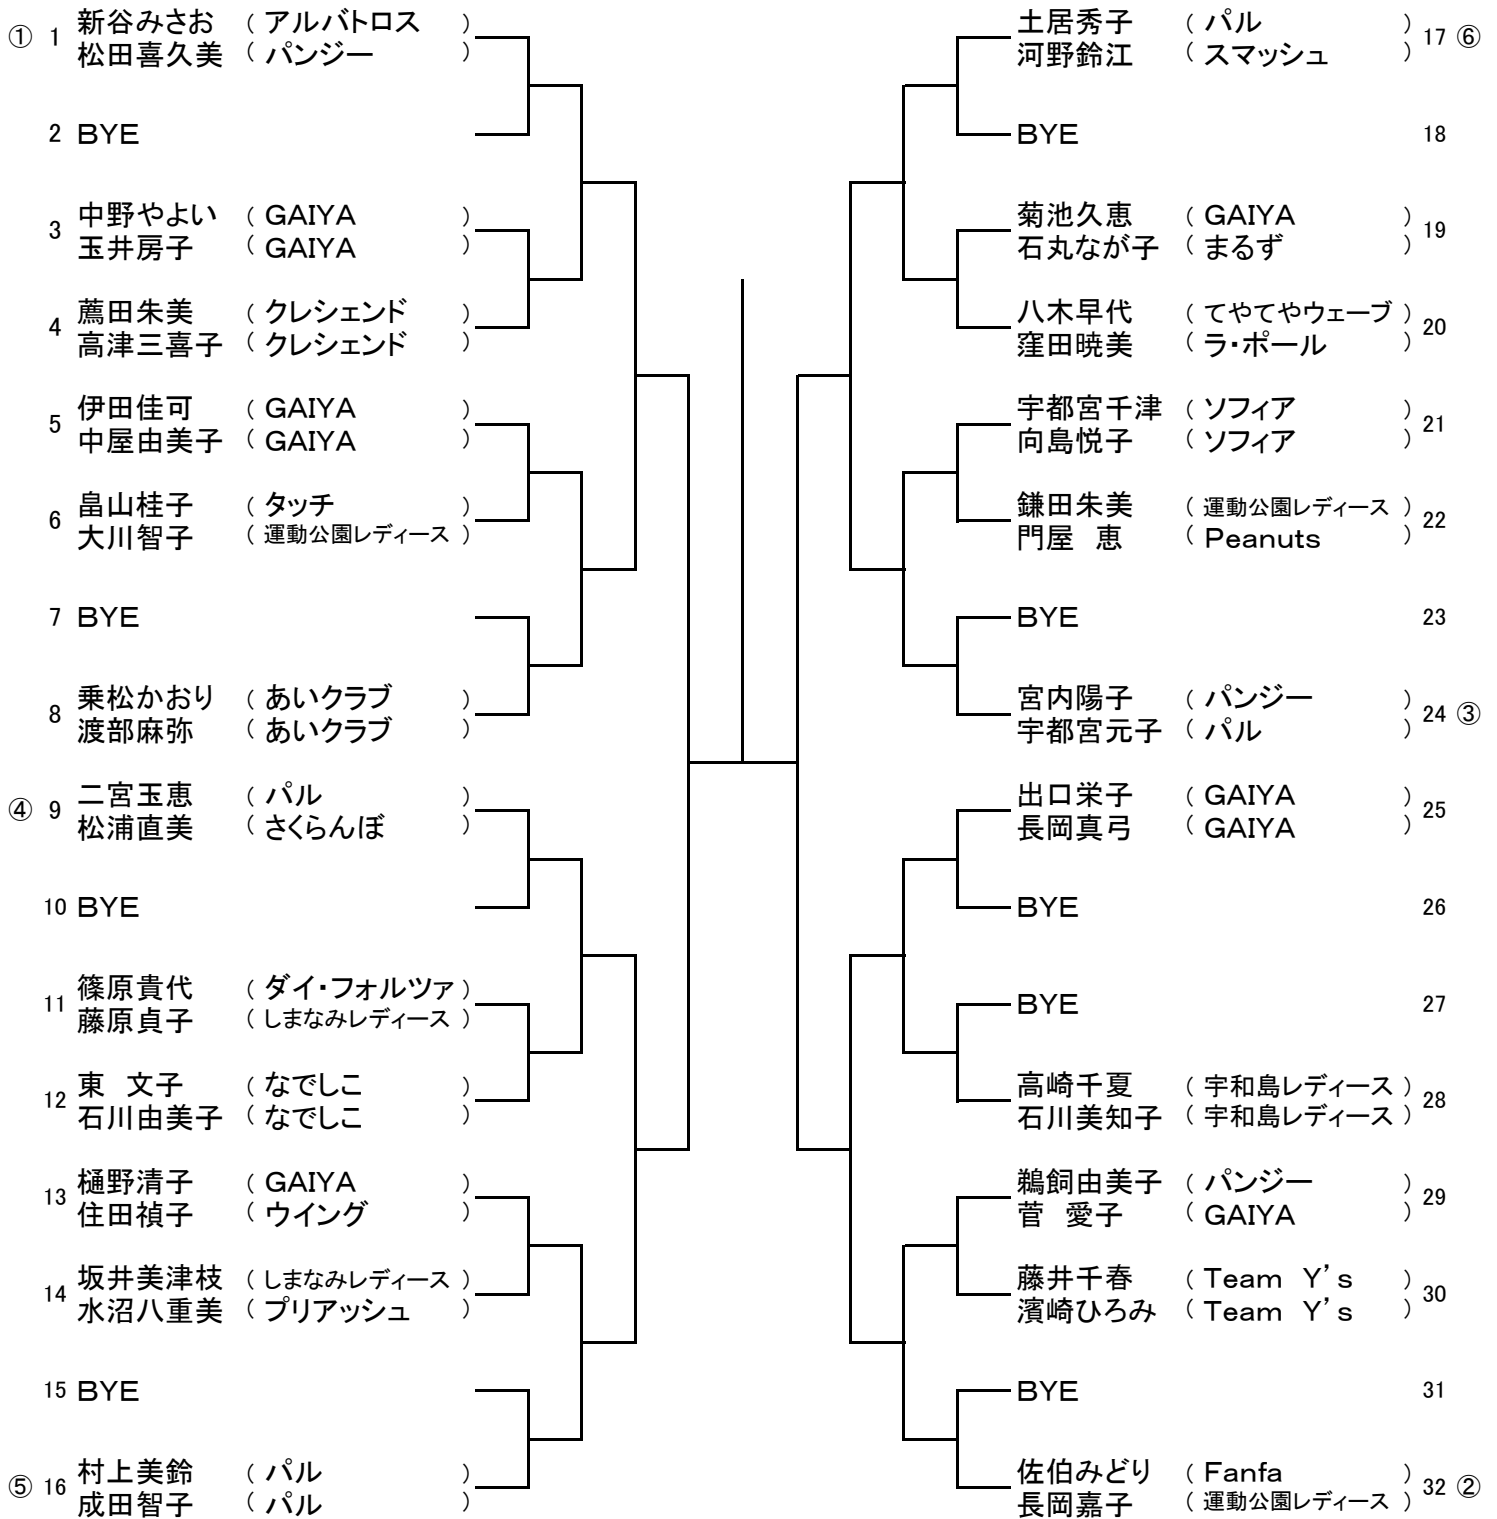 ① 1 新谷みさお （ アルバトロス ）
松田喜久美 （ パンジー ）
2 BYE
3 中野やよい （ GAIYA ）
玉井房子 （ GAIYA ）
4 薦田朱美 （ クレシェンド ）
高津三喜子 （ クレシェンド ）
5 伊田佳可 （ GAIYA ）
中屋由美子 （ GAIYA ）
6 畠山桂子 （ タッチ ）
大川智子 （ 運動公園レディース ）
7 BYE
8 乗松かおり （ あいクラブ ）
渡部麻弥 （ あいクラブ ）
④ 9 二宮玉恵 （ パル ）
松浦直美 （ さくらんぼ ）
10 BYE
11 篠原貴代 （ ダイ・フォルツァ ）
藤原貞子 （ しまなみレディース ）
12 東　文子 （ なでしこ ）
石川由美子 （ なでしこ ）
13 樋野清子 （ GAIYA ）
住田禎子 （ ウイング ）
14 坂井美津枝 （ しまなみレディース ）
水沼八重美 （ プリアッシュ ）
15 BYE
⑤ 16 村上美鈴 （ パル ）
成田智子 （ パル ）
土居秀子 （ パル ） 17 ⑥
河野鈴江 （ スマッシュ ）
BYE 18
菊池久恵 （ GAIYA ） 19
石丸なが子 （ まるず ）
八木早代 （ てやてやウェーブ ） 20
窪田暁美 （ ラ・ポール ）
宇都宮千津 （ ソフィア ） 21
向島悦子 （ ソフィア ）
鎌田朱美 （ 運動公園レディース ） 22
門屋　恵 （ Peanuts ）
BYE 23
宮内陽子 （ パンジー ） 24 ③
宇都宮元子 （ パル ）
出口栄子 （ GAIYA ） 25
長岡真弓 （ GAIYA ）
BYE 26
BYE 27
高崎千夏 （ 宇和島レディース ） 28
石川美知子 （ 宇和島レディース ）
鵜飼由美子 （ パンジー ） 29
菅　愛子 （ GAIYA ）
藤井千春 （ Team　Y’s ） 30
濱崎ひろみ （ Team　Y’s ）
BYE 31
佐伯みどり （ Fanfa ） 32 ②
長岡嘉子 （ 運動公園レディース ）